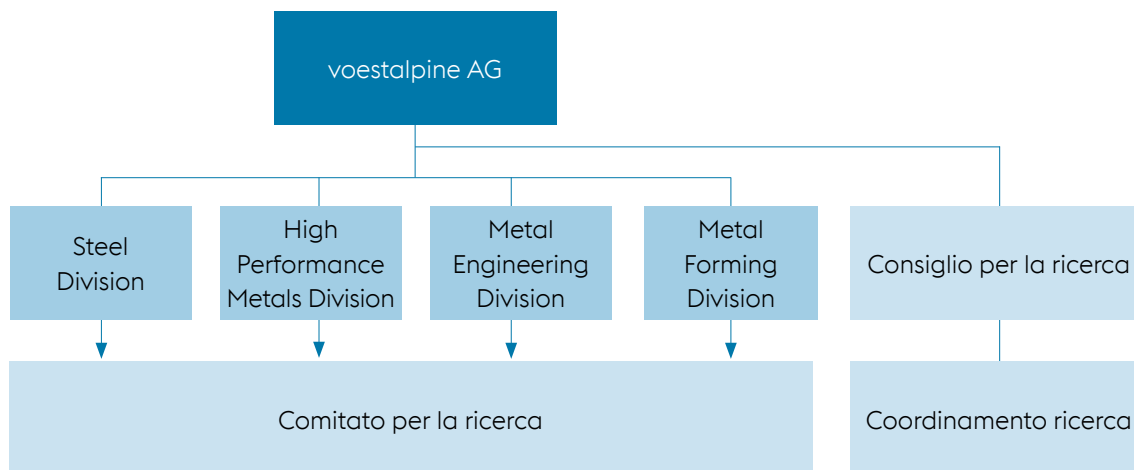 voestalpine AG
Steel
Division
High
Performance
Metals Division
Metal
Engineering
Division
Metal
Forming
Division
Consiglio per la ricerca
Comitato per la ricerca
Coordinamento ricerca